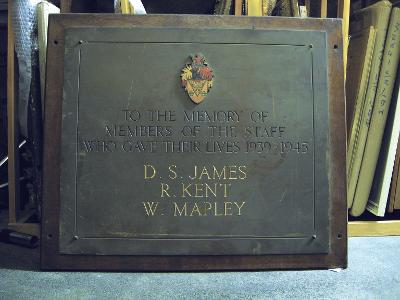 TO THE MEMORY OF
MEMBERS OF THE STAFF
WHO GAVE THEIR LIVES 1939-1945
D. S. JAMES
R. KENT
W. MAPLEY